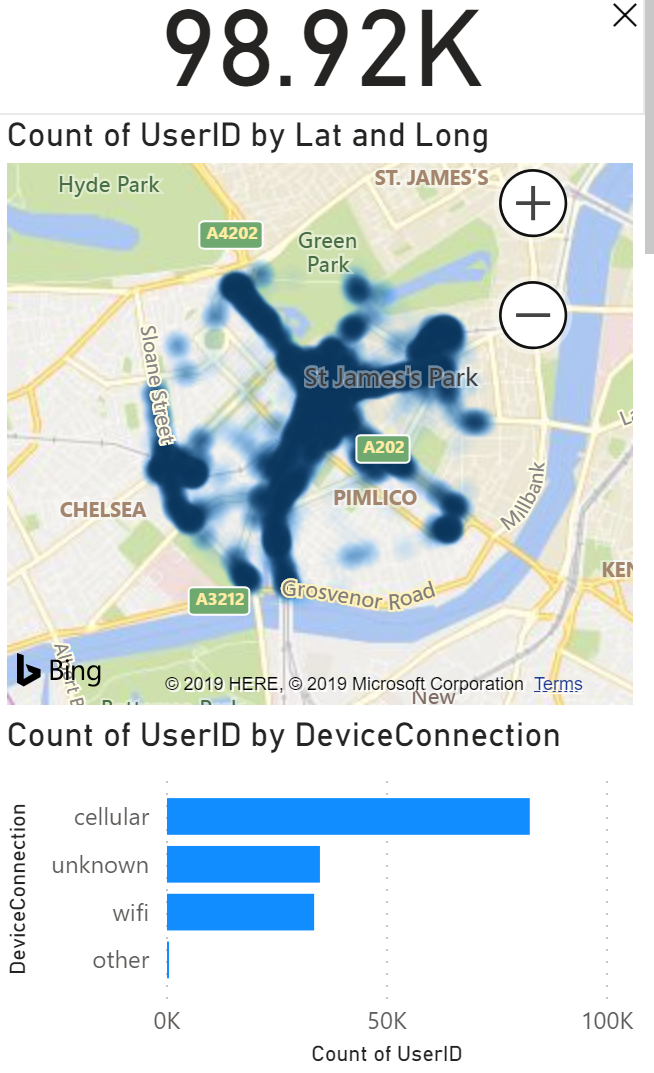 98.92K
Count of UserID by Lat and Long
Hyde Park
ST. JAMES'S
A4202
Green
Park
Sloane Street
St James's Park
A202
CHELSEA
PIMLICO
Millbank
A3212
Grosvenor Road
Bing
© 2019 HERE, © 2019 Microsoft Corporation Terms
New
Count of UserID by DeviceConnection
DeviceConnection
cellular
unknown
wifi
other
0K 50K 100K
Count of UserID